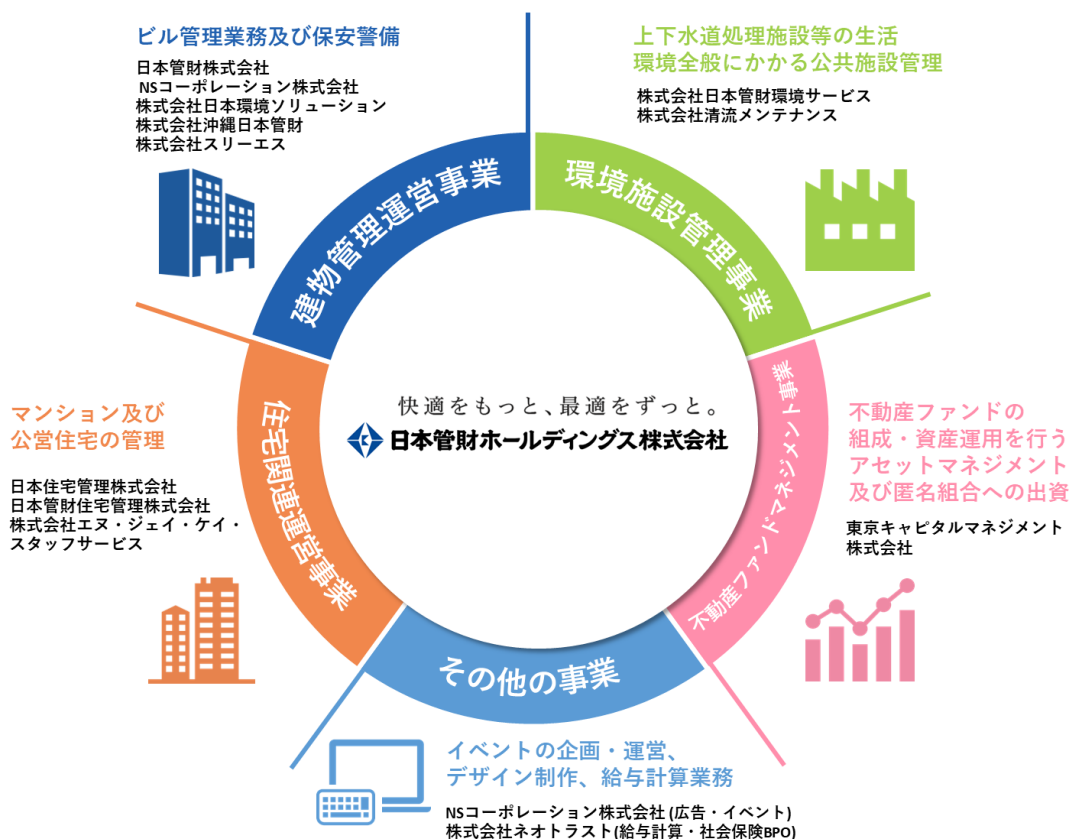 ビル管理業務及び保安警備
日本管財株式会社
NSコーポレーション株式会社
株式会社日本環境ソリューション
株式会社沖縄日本管財
株式会社スリーエス
上下水道処理施設等の生活
環境全般にかかる公共施設管理
株式会社日本管財環境サービス
株式会社清流メンテナンス
建物管理運営事業
環境施設管理事業
快適をもっと、最適をずっと。
日本管財ホールディングス株式会社
マンション及び
公営住宅の管理
日本住宅管理株式会社
日本管財住宅管理株式会社
株式会社エヌ・ジェイ・ケイ・
スタッフサービス
住宅関連運営事業
不動産ファンドマネジメント事業
不動産ファンドの
組成・資産運用を行う
アセットマネジメント
及び匿名組合への出資
東京キャピタルマネジメント
株式会社
その他の事業
イベントの企画・運営、
デザイン制作、給与計算業務
NSコーポレーション株式会社 (広告・イベント)
株式会社ネオトラスト(給与計算・社会保険BPO)